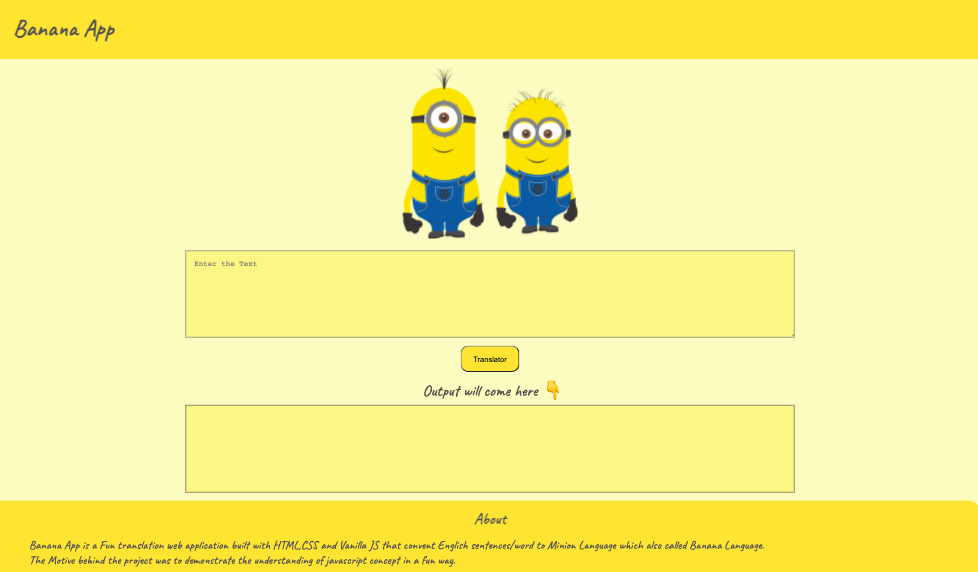 Banana App
Enter the Text
Translator
Output will come here 👇
About
Banana App is a Fun translation web application built with HTML,CSS and Vanilla JS that convent English sentences/word to Minion Language which also called Banana Language.
The Motive behind the project was to demonstrate the understanding of javascript concept in a fun way.